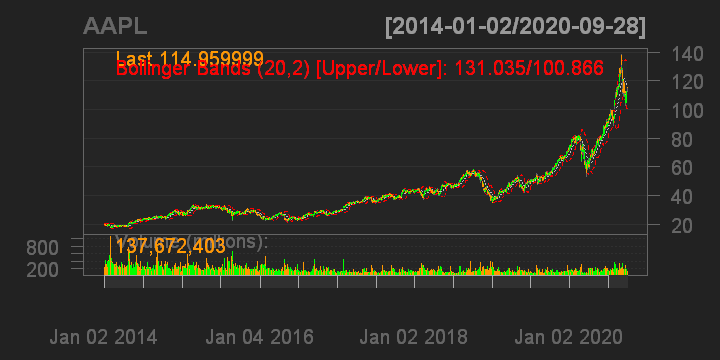 AAPL [2014-01-02/2020-09-28]
Last 114.959999
Bollinger Bands (20,2) [Upper/Lower]: 131.035/100.866
140
120
100
80
60
40
20
Volume (millions):
137,672,403
800
200
Jan 02 2014 Jan 04 2016 Jan 02 2018 Jan 02 2020